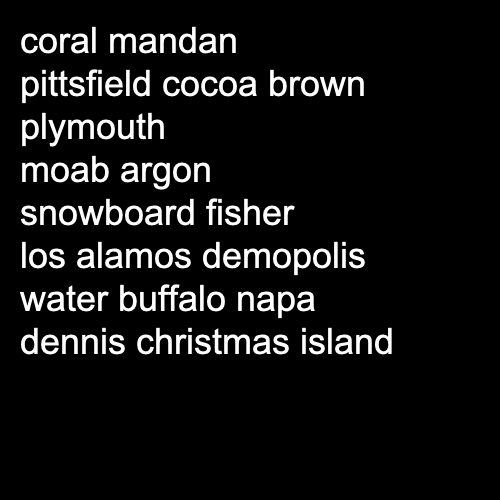 coral mandan
pittsfield cocoa brown
plymouth
moab argon
snowboard fisher
los alamos demopolis
water buffalo napa
dennis christmas island